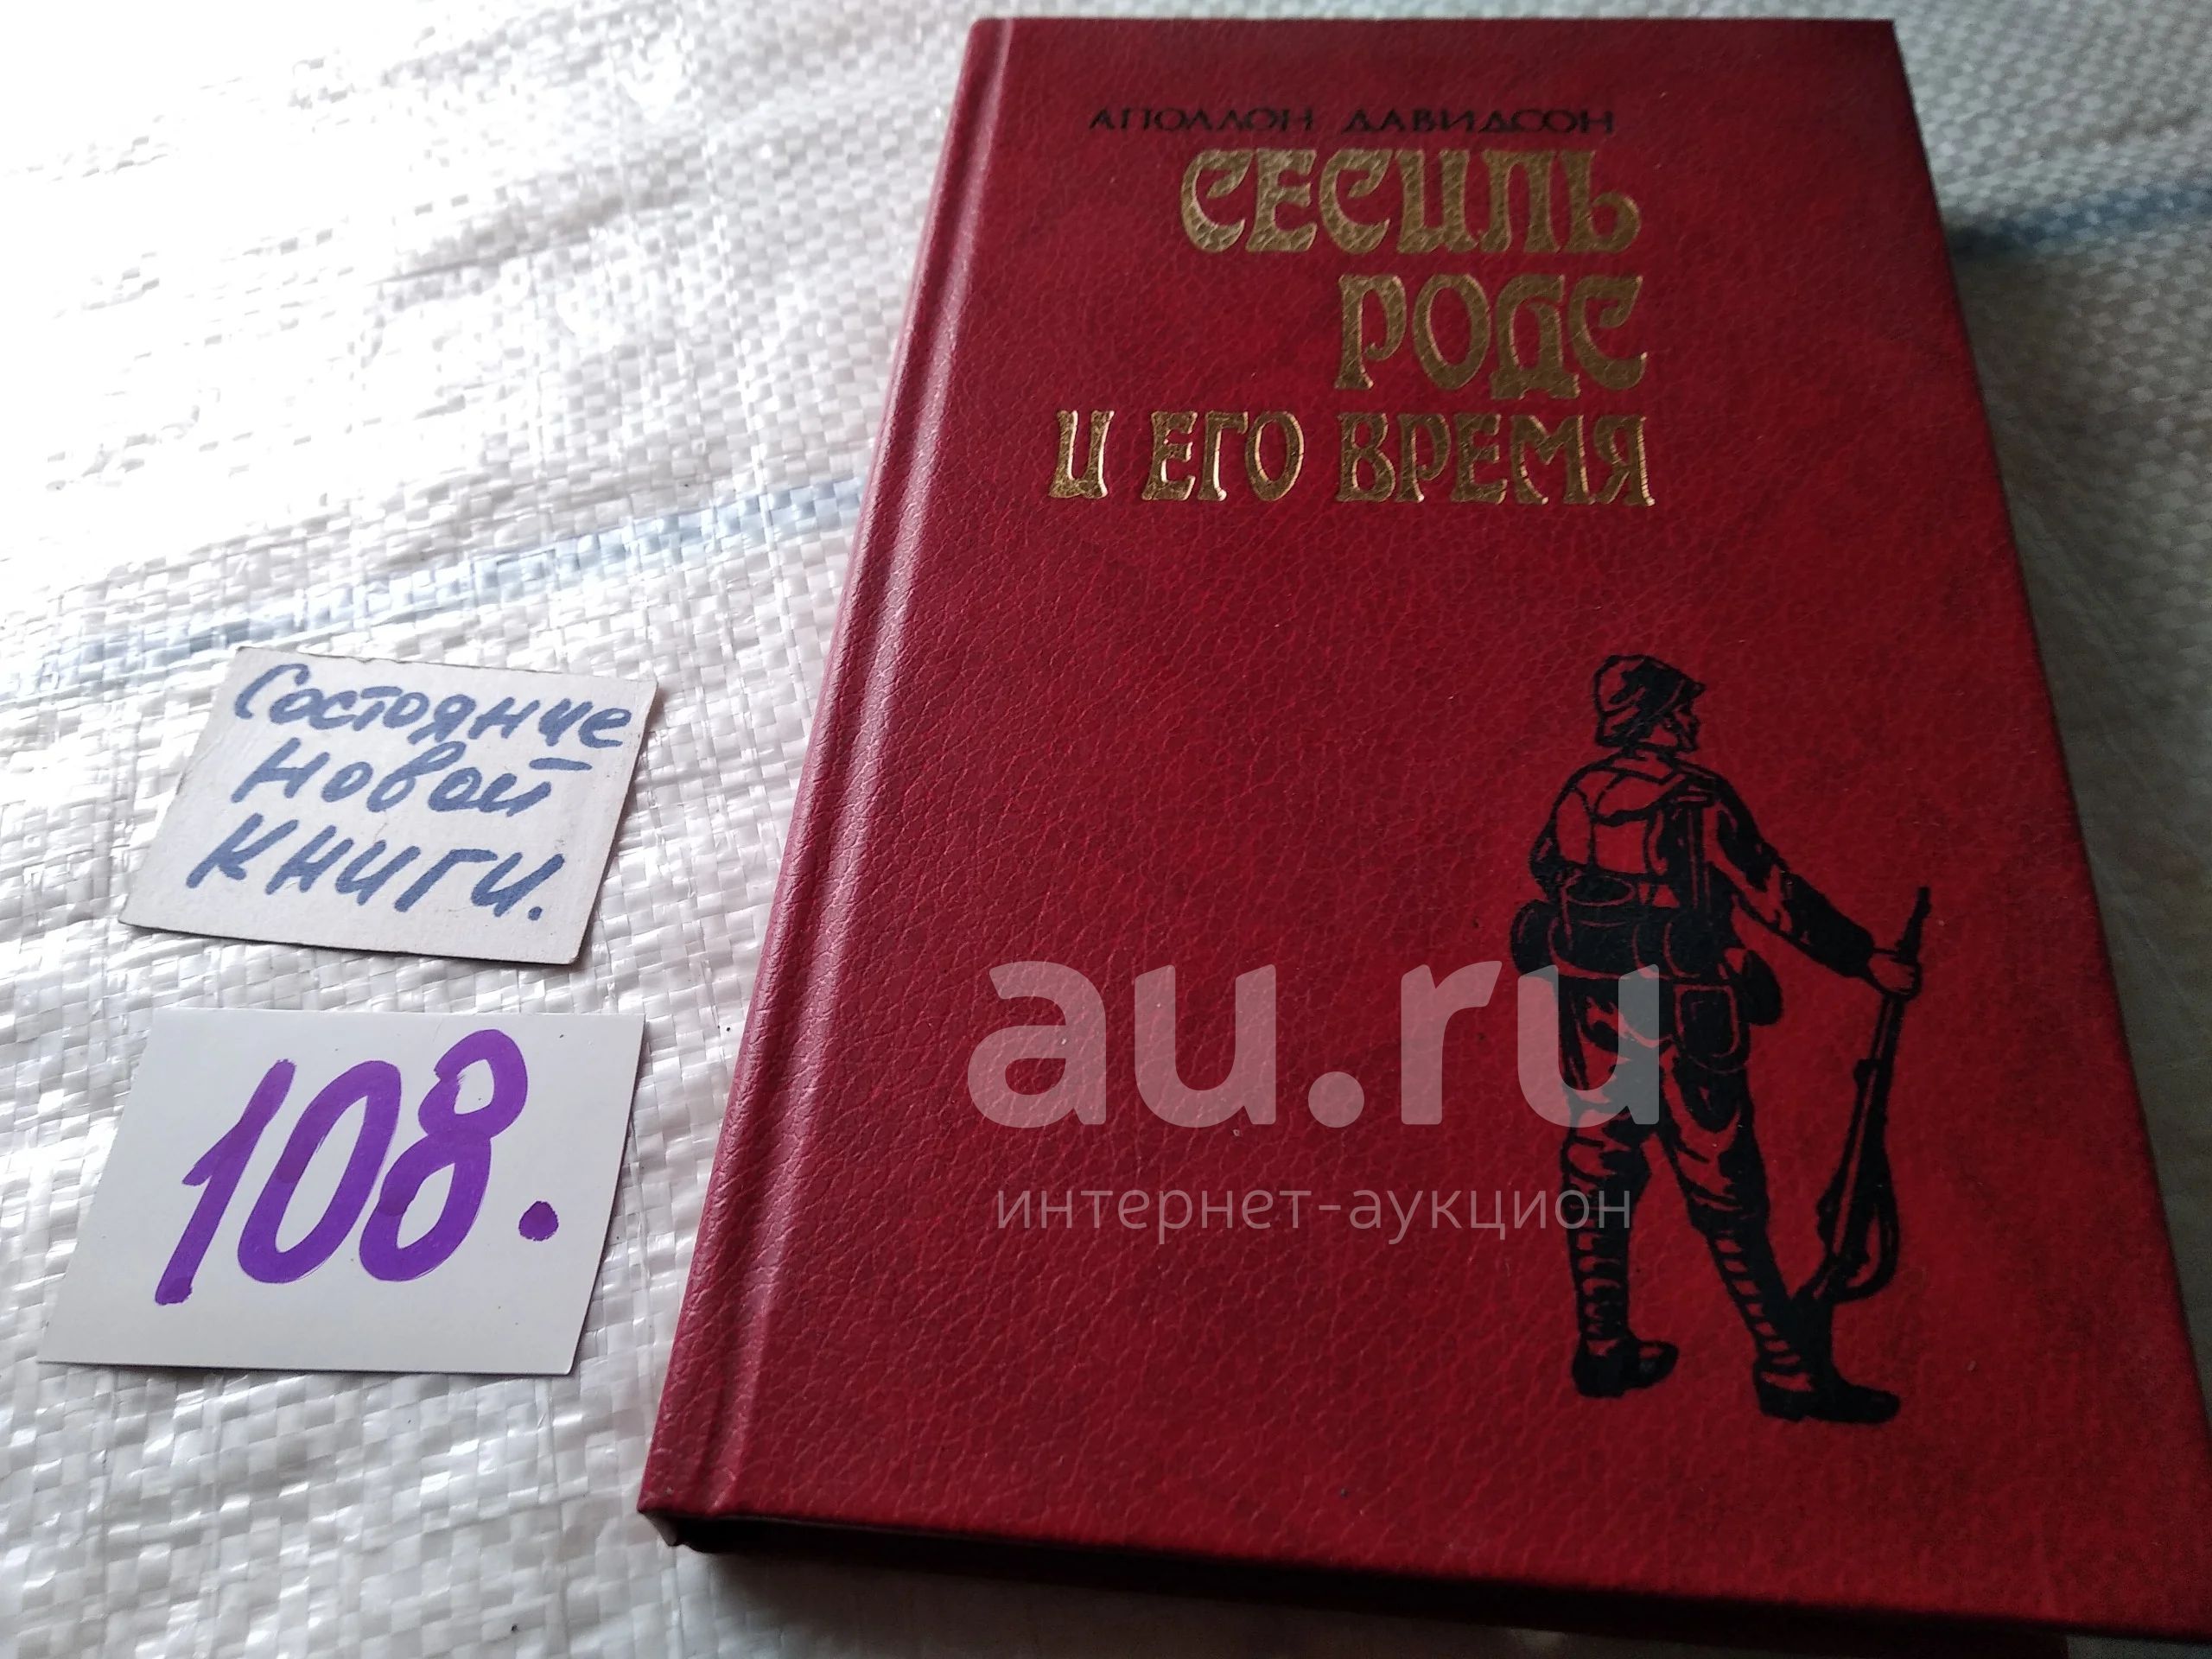 АПОЛЛОН ДАВИДСОН
СЕСИЛЬ
РОДС
И ЕГО ВРЕМЯ
Состояние
новой
книги.
108.
au.ru
интернет-аукцион